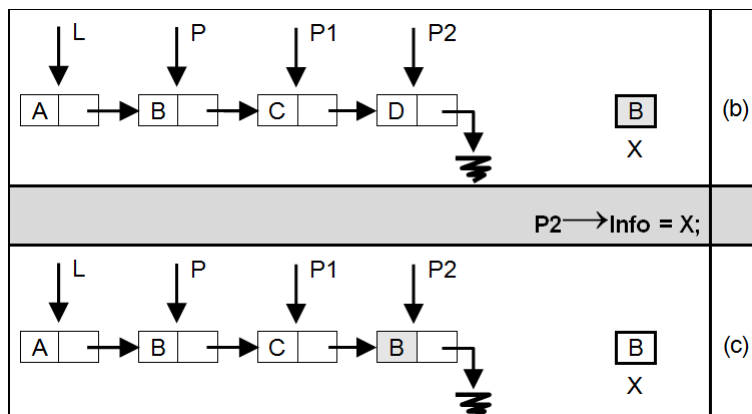 L P P1 P2
A B C D B (b)
X
P2⟶Info = X;
L P P1 P2
A B C B B (c)
X